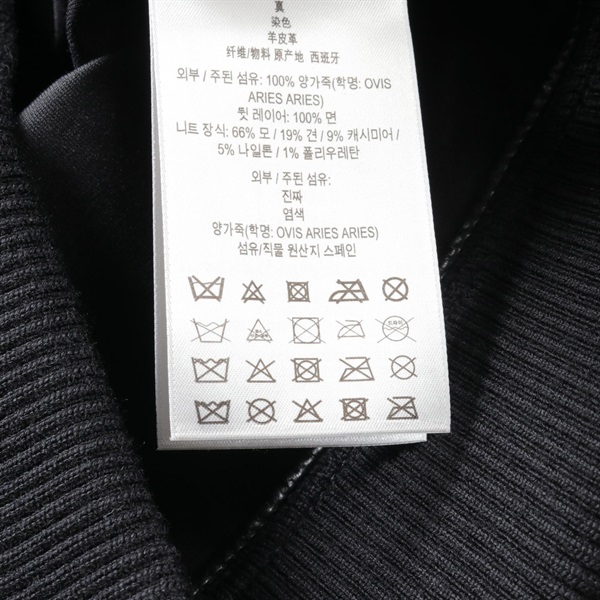 真
染色
羊皮革
纤维/物料 原产地 西班牙
외부 / 주된 섬유: 100% 양가죽(학명: OVIS
ARIES ARIES)
뒷 레이어: 100% 면
니트 장식: 66% 모 / 19% 견 / 9% 캐시미어 /
5% 나일론 / 1% 폴리우레탄
외부 / 주된 섬유:
진짜
염색
양가죽(학명: OVIS ARIES ARIES)
섬유/직물 원산지 스페인